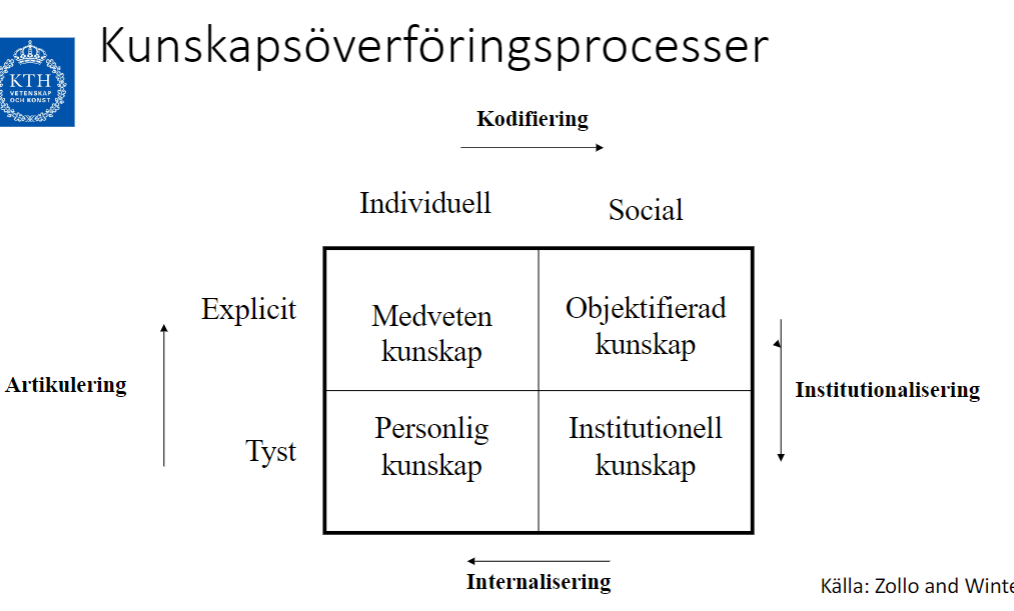 Kunskapsöverföringsprocesser
KTH
VETENSKAP
OCH KONST
Kodifiering
Individuell
Social
Explicit
Medveten
kunskap
Objektifierad
kunskap
Artikulering
Institutionalisering
Tyst
Personlig
kunskap
Institutionell
kunskap
Internalisering
Källa: Zollo and Winte